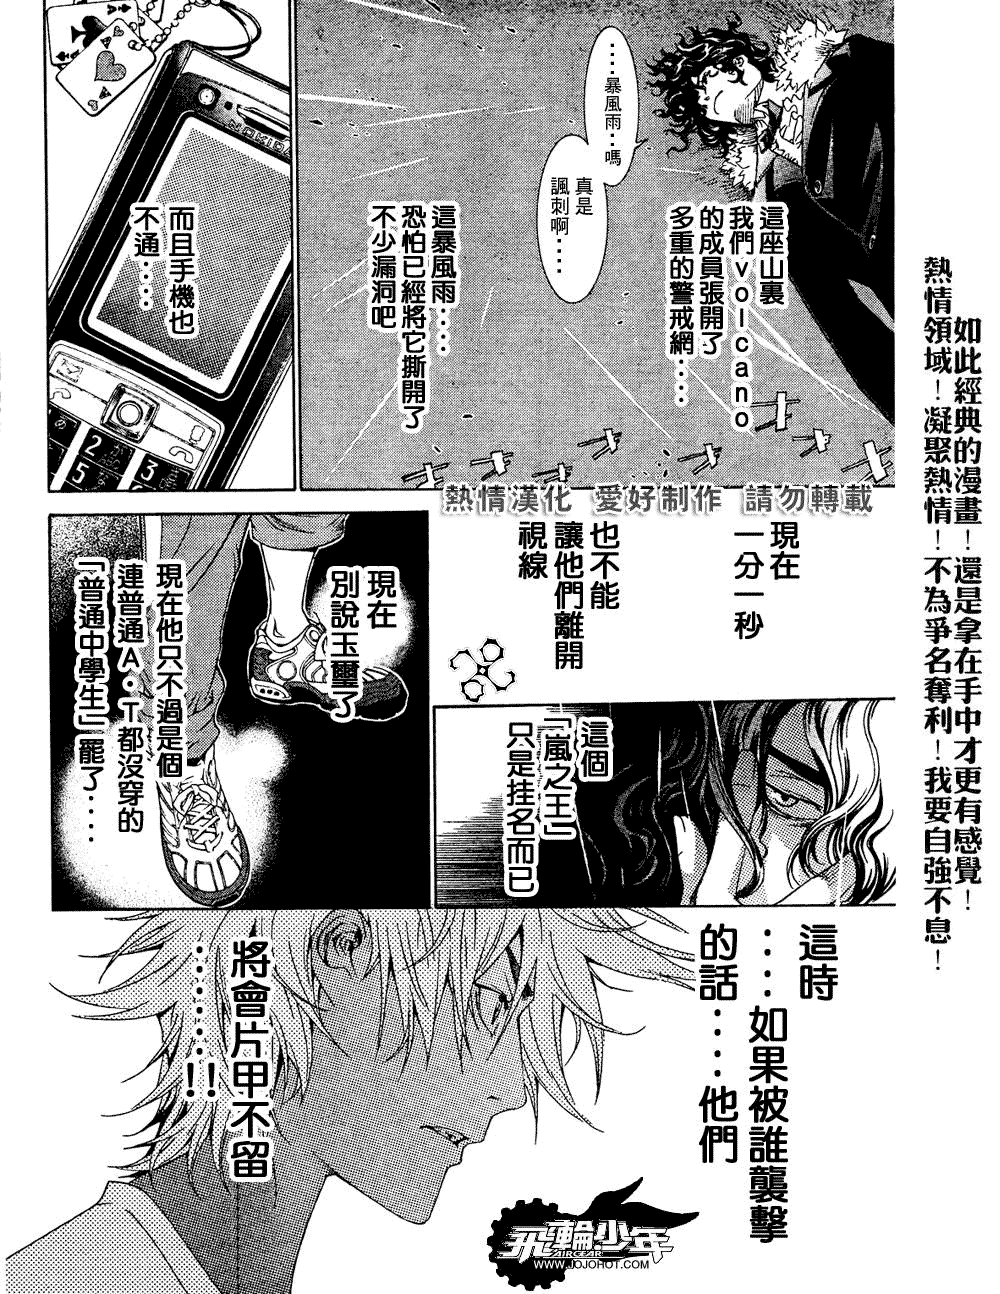 …暴風雨…嗎
真是
諷刺啊…
這座山裏
我們volcano
的成員張開了
多重的警戒網…
這暴風雨…
恐怕已經將它撕開了
不少漏洞吧
而且手機也
不通…
NOKIA
2
3
5
熱情漢化 愛好制作 請勿轉載
現在
一分一秒
也不能
讓他們離開
視線
現在
別說玉璽了
現在他只不過是個
連普通A・T都沒穿的
「普通中學生」罷了…
這個
「嵐之王」
只是挂名而已
這時
…如果被誰襲擊
的話…他們
將會片甲不留
……!!
如此經典的漫畫！還是拿在手中才更有感覺！
熱情領域！凝聚熱情！不為爭名奪利！我要自強不息！
飛輪少年
AIR GEAR
WWW.JOJOHOT.COM